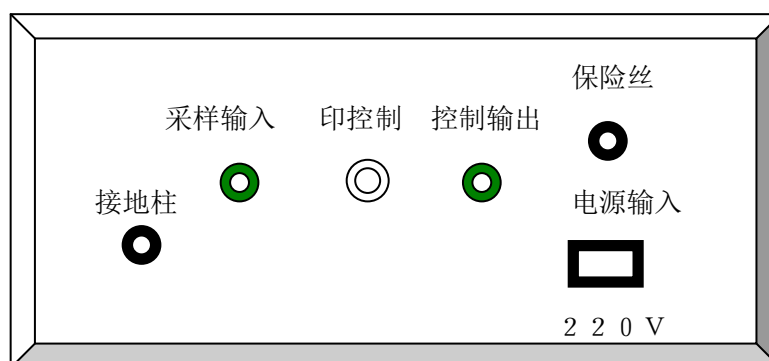 保险丝
采样输入
印控制
控制输出
接地柱
电源输入
２２０Ｖ